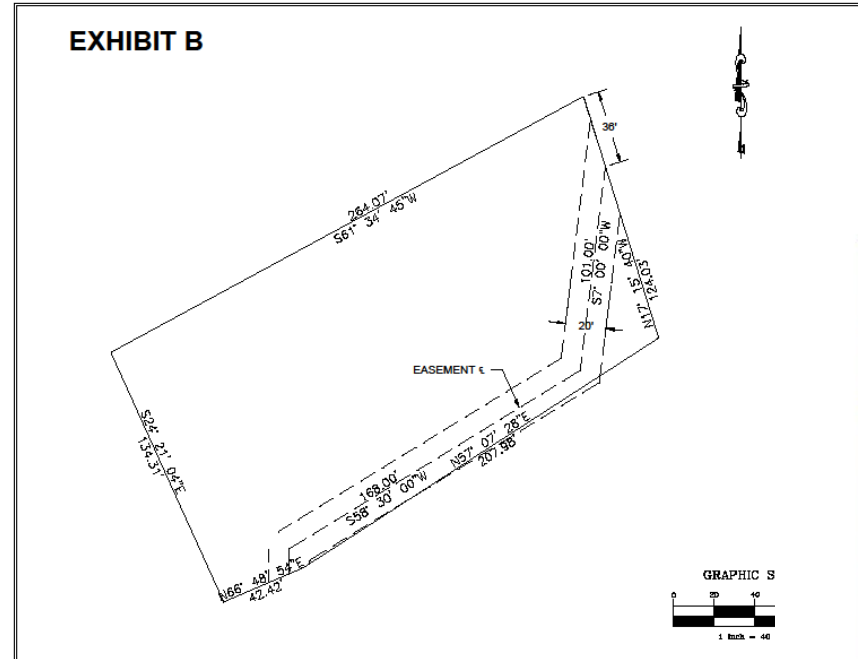 EXHIBIT B
36'
264.07'
S61° 34' 45"W
101.00'
S7° 00' 00"W
N17° 15' 40"W
124.03'
20'
EASEMENT ℄
S24° 21' 04"E
134.31'
N57° 07' 28"E
207.98'
168.00'
S58° 30' 00"W
N66° 48' 54"E
42.42'
GRAPHIC S
0 20 40
1 inch = 40